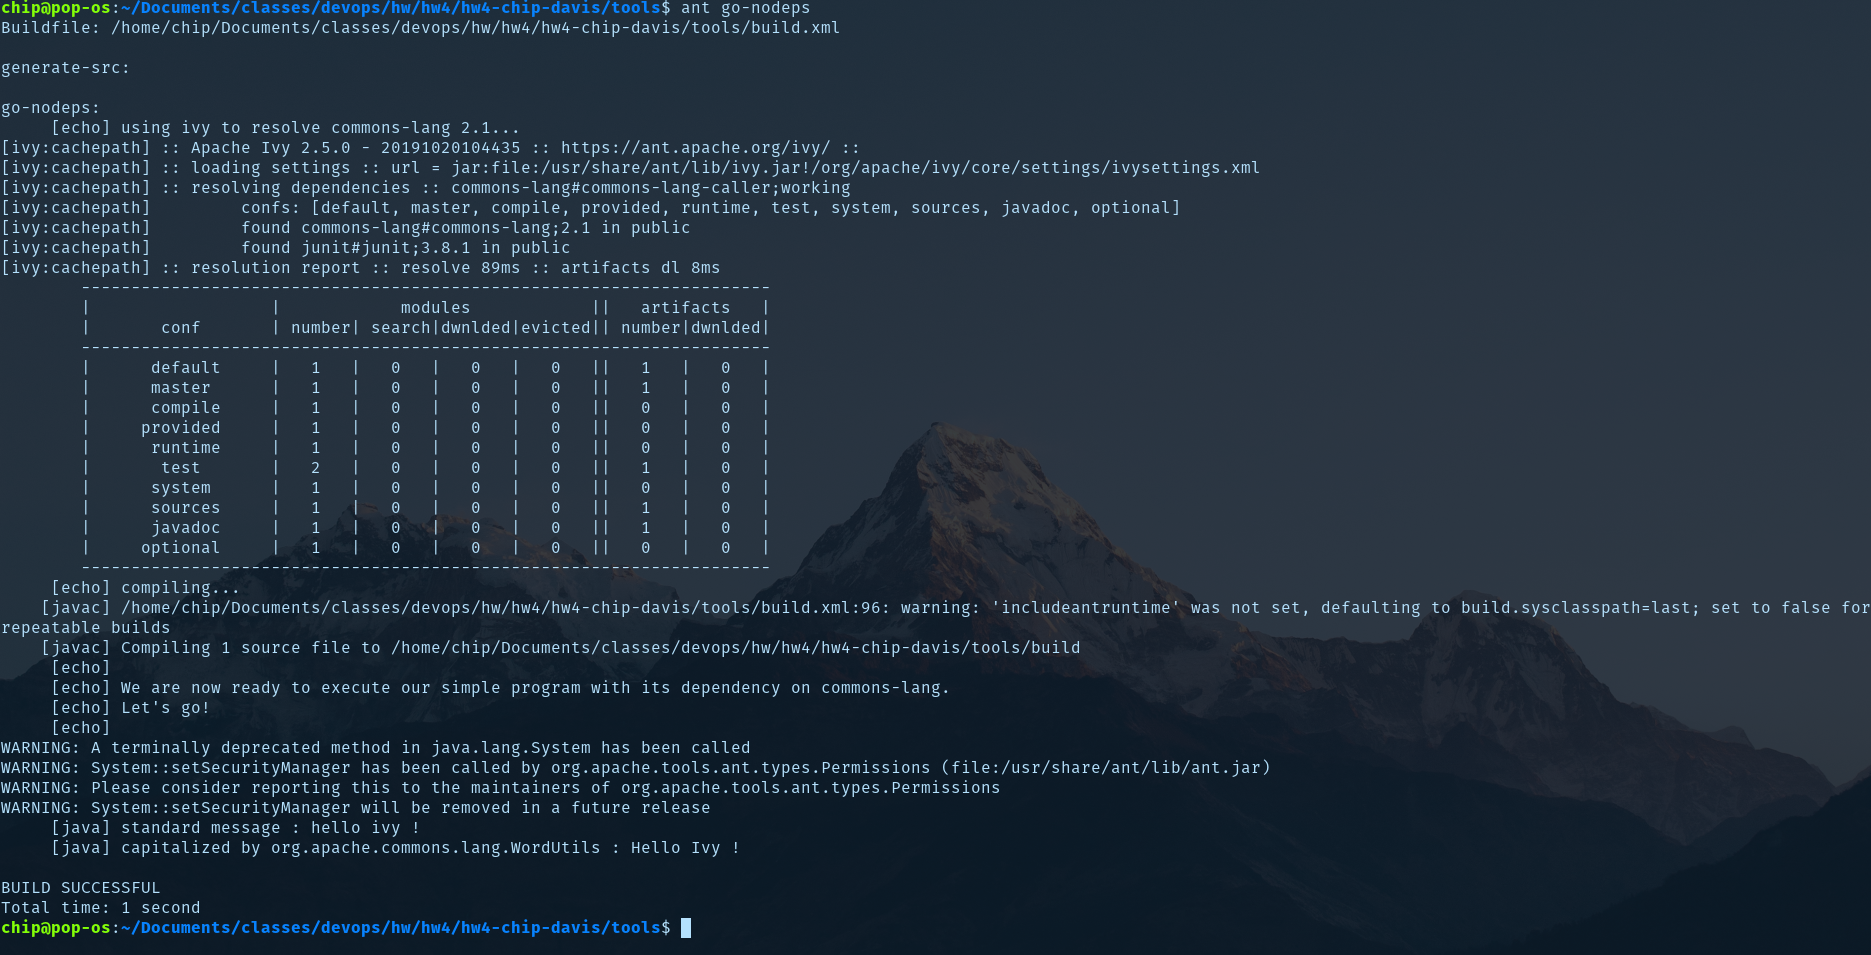 chip@pop-os:~/Documents/classes/devops/hw/hw4/hw4-chip-davis/tools$ ant go-nodeps
Buildfile: /home/chip/Documents/classes/devops/hw/hw4/hw4-chip-davis/tools/build.xml

generate-src:

go-nodeps:
     [echo] using ivy to resolve commons-lang 2.1...
[ivy:cachepath] :: Apache Ivy 2.5.0 - 20191020104435 :: https://ant.apache.org/ivy/ ::
[ivy:cachepath] :: loading settings :: url = jar:file:/usr/share/ant/lib/ivy.jar!/org/apache/ivy/core/settings/ivysettings.xml
[ivy:cachepath] :: resolving dependencies :: commons-lang#commons-lang-caller;working
[ivy:cachepath]         confs: [default, master, compile, provided, runtime, test, system, sources, javadoc, optional]
[ivy:cachepath]         found commons-lang#commons-lang;2.1 in public
[ivy:cachepath]         found junit#junit;3.8.1 in public
[ivy:cachepath] :: resolution report :: resolve 89ms :: artifacts dl 8ms
        ---------------------------------------------------------------------
        |                  |            modules            ||   artifacts   |
        |       conf       | number| search|dwnlded|evicted|| number|dwnlded|
        ---------------------------------------------------------------------
        |      default     |   1   |   0   |   0   |   0   ||   1   |   0   |
        |      master      |   1   |   0   |   0   |   0   ||   1   |   0   |
        |      compile     |   1   |   0   |   0   |   0   ||   0   |   0   |
        |     provided     |   1   |   0   |   0   |   0   ||   0   |   0   |
        |      runtime     |   1   |   0   |   0   |   0   ||   0   |   0   |
        |       test       |   2   |   0   |   0   |   0   ||   1   |   0   |
        |      system      |   1   |   0   |   0   |   0   ||   0   |   0   |
        |      sources     |   1   |   0   |   0   |   0   ||   1   |   0   |
        |      javadoc     |   1   |   0   |   0   |   0   ||   1   |   0   |
        |     optional     |   1   |   0   |   0   |   0   ||   0   |   0   |
        ---------------------------------------------------------------------
     [echo] compiling...
    [javac] /home/chip/Documents/classes/devops/hw/hw4/hw4-chip-davis/tools/build.xml:96: warning: 'includeantruntime' was not set, defaulting to build.sysclasspath=last; set to false for
repeatable builds
    [javac] Compiling 1 source file to /home/chip/Documents/classes/devops/hw/hw4/hw4-chip-davis/tools/build
     [echo]
     [echo] We are now ready to execute our simple program with its dependency on commons-lang.
     [echo] Let's go!
     [echo]
WARNING: A terminally deprecated method in java.lang.System has been called
WARNING: System::setSecurityManager has been called by org.apache.tools.ant.types.Permissions (file:/usr/share/ant/lib/ant.jar)
WARNING: Please consider reporting this to the maintainers of org.apache.tools.ant.types.Permissions
WARNING: System::setSecurityManager will be removed in a future release
     [java] standard message : hello ivy !
     [java] capitalized by org.apache.commons.lang.WordUtils : Hello Ivy !

BUILD SUCCESSFUL
Total time: 1 second
chip@pop-os:~/Documents/classes/devops/hw/hw4/hw4-chip-davis/tools$